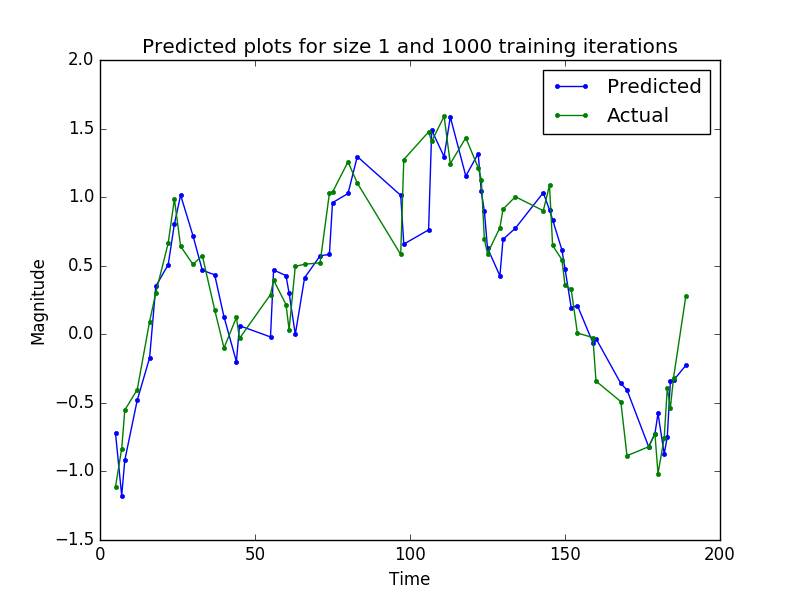 Predicted plots for size 1 and 1000 training iterations
Predicted
Actual
Magnitude
2.0
1.5
1.0
0.5
0.0
−0.5
−1.0
−1.5
0 50 100 150 200
Time